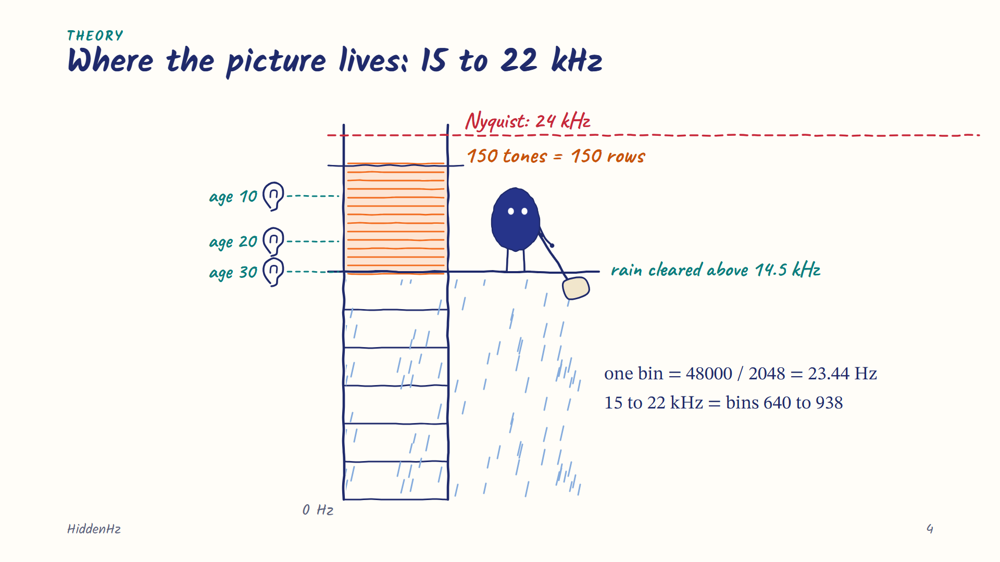 THEORY
Where the picture lives: 15 to 22 kHz
Nyquist: 24 kHz
150 tones = 150 rows
age 10
age 20
age 30
rain cleared above 14.5 kHz
one bin = 48000 / 2048 = 23.44 Hz
15 to 22 kHz = bins 640 to 938
0 Hz
HiddenHz
4